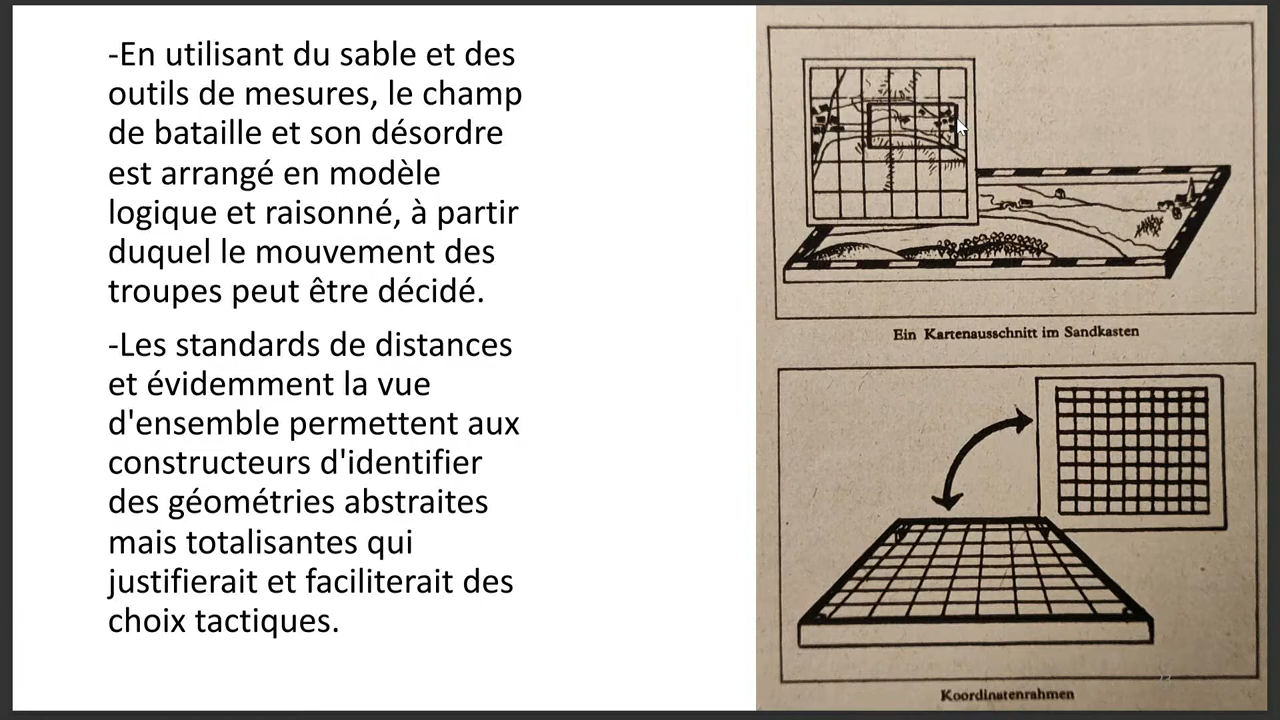 -En utilisant du sable et des
outils de mesures, le champ
de bataille et son désordre
est arrangé en modèle
logique et raisonné, à partir
duquel le mouvement des
troupes peut être décidé.
-Les standards de distances
et évidemment la vue
d'ensemble permettent aux
constructeurs d'identifier
des géométries abstraites
mais totalisantes qui
justifierait et faciliterait des
choix tactiques.
Ein Kartenausschnitt im Sandkasten
Koordinatenrahmen